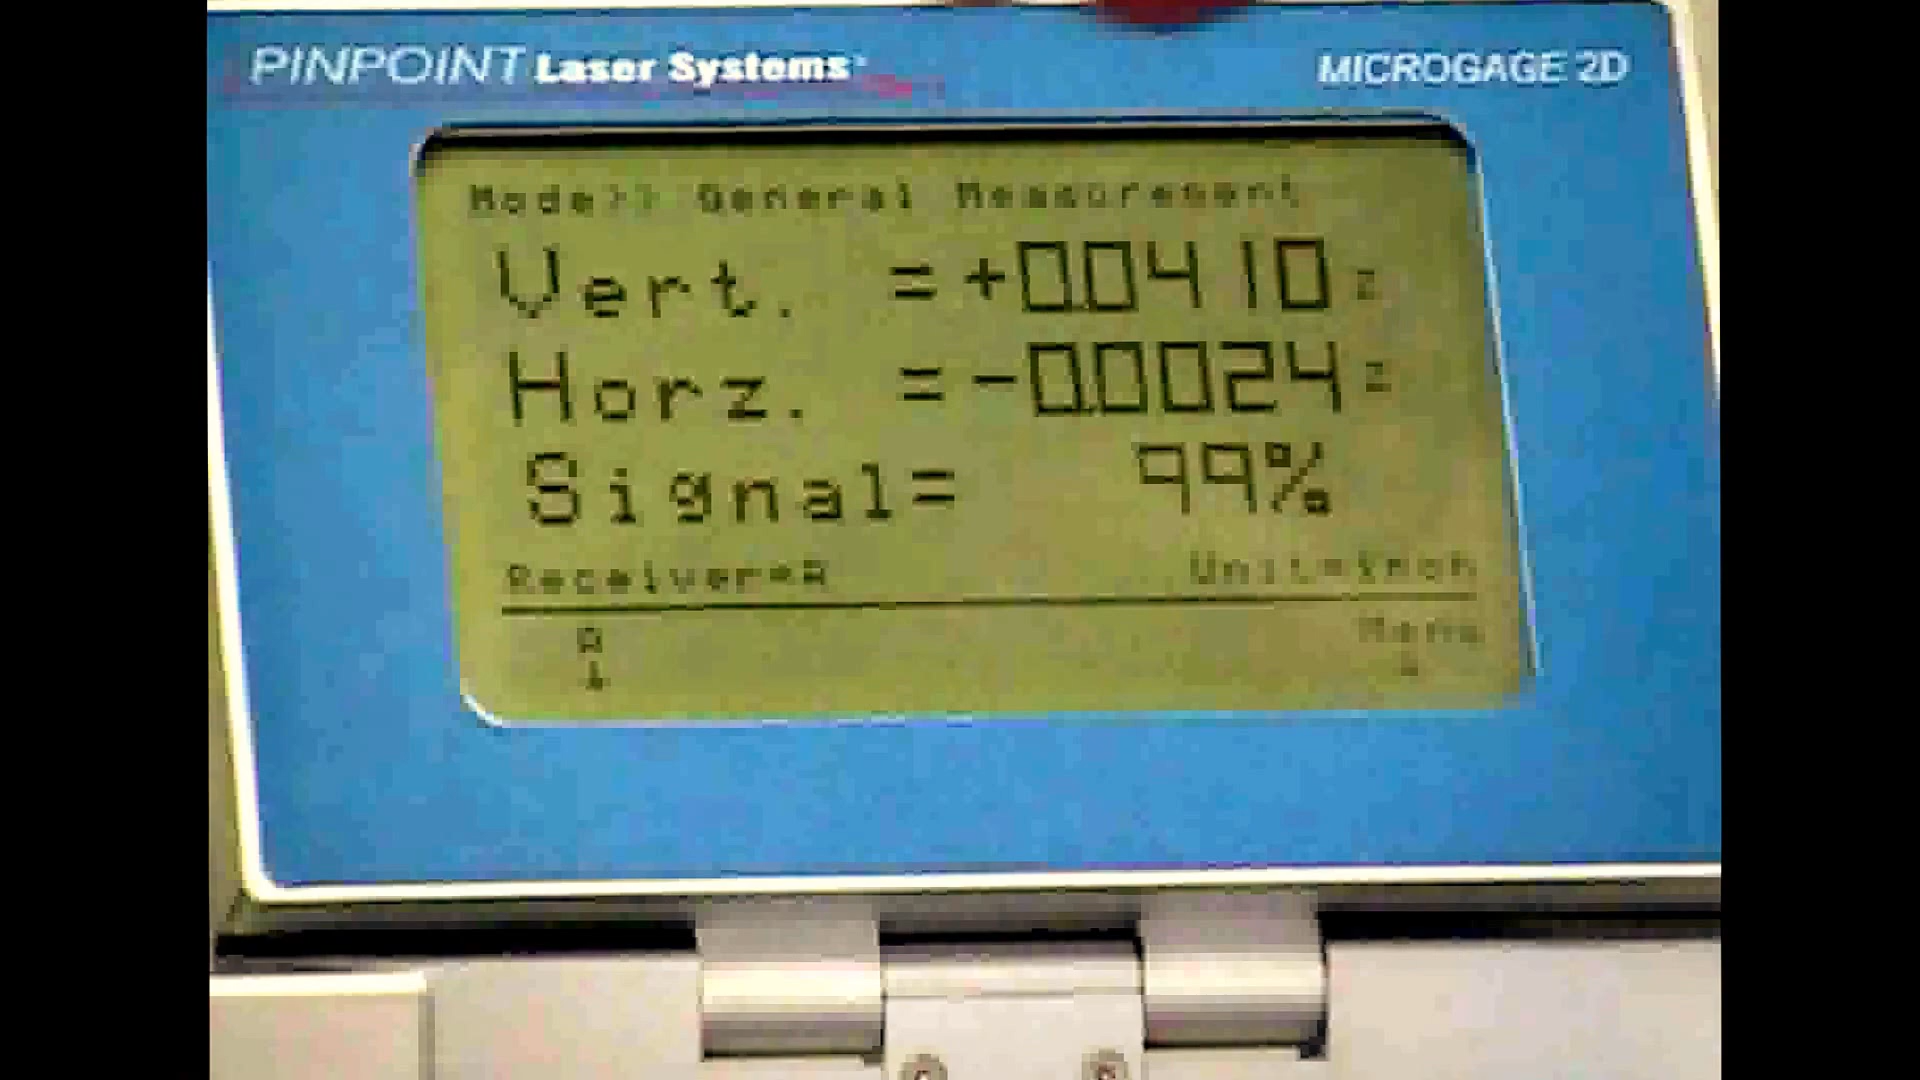 PINPOINT Laser Systems MICROGAGE 2D
Mode>> General Measurement
Vert. =+0.0410 z
Horz. =-0.0024 z
Signal= 99%
Receiver=A Unit=inch
A Menu